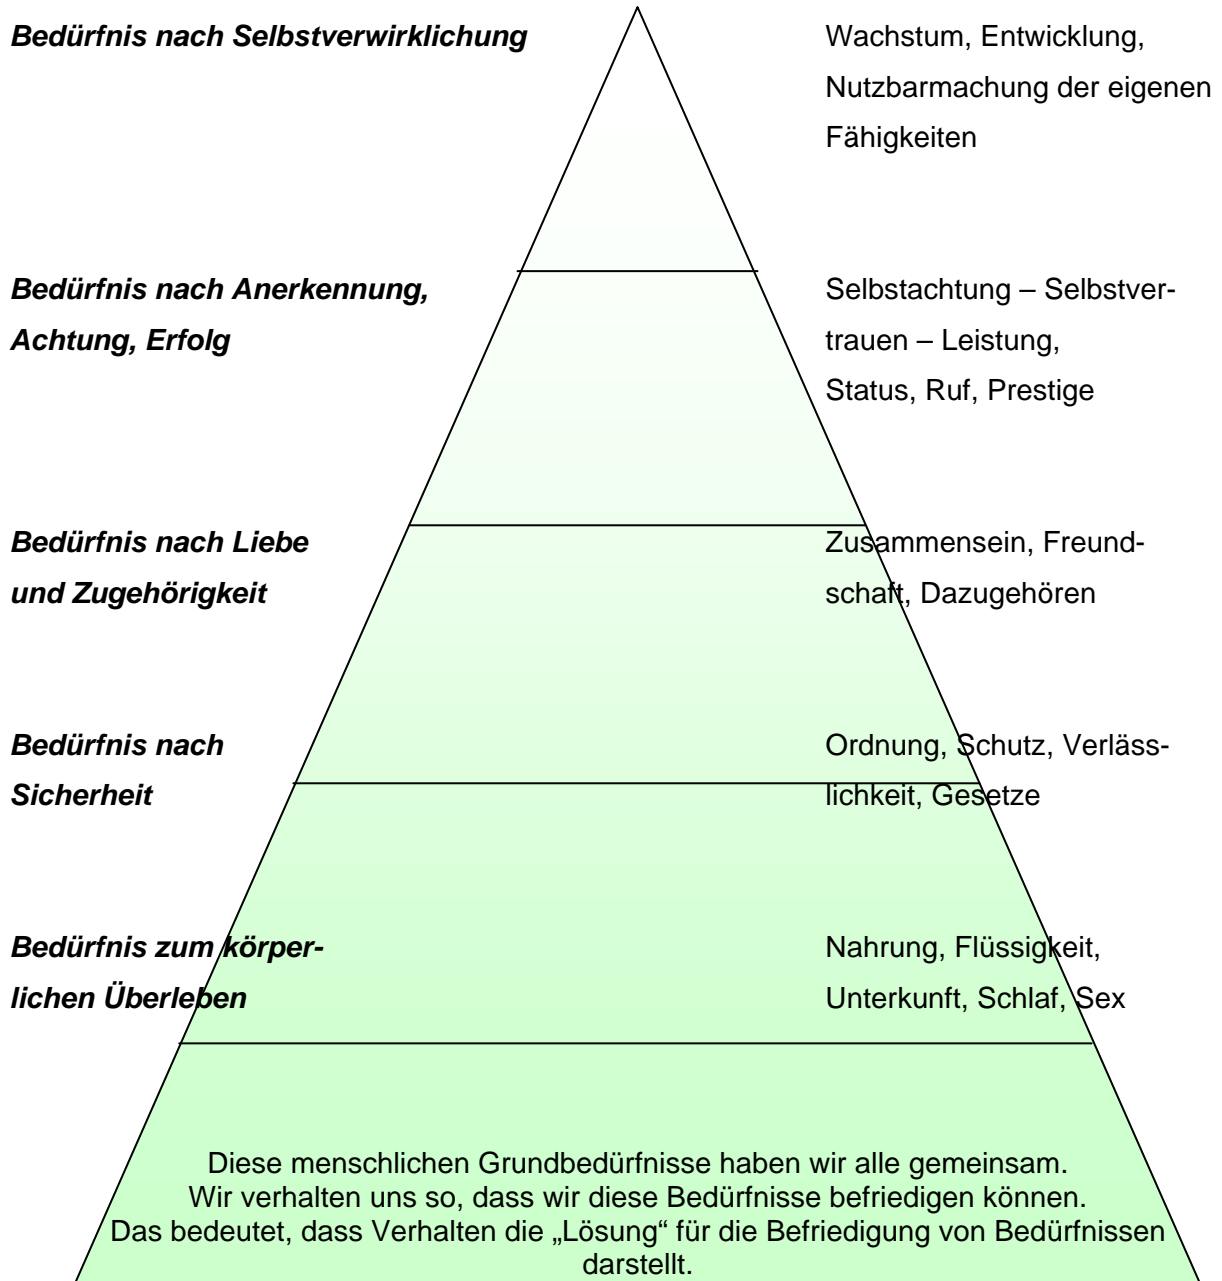 Bedürfnis nach Selbstverwirklichung
Wachstum, Entwicklung,
Nutzbarmachung der eigenen
Fähigkeiten
Bedürfnis nach Anerkennung,
Achtung, Erfolg
Selbstachtung – Selbstver-
trauen – Leistung,
Status, Ruf, Prestige
Bedürfnis nach Liebe
und Zugehörigkeit
Zusammensein, Freund-
schaft, Dazugehören
Bedürfnis nach
Sicherheit
Ordnung, Schutz, Verläss-
lichkeit, Gesetze
Bedürfnis zum körper-
lichen Überleben
Nahrung, Flüssigkeit,
Unterkunft, Schlaf, Sex
Diese menschlichen Grundbedürfnisse haben wir alle gemeinsam.
Wir verhalten uns so, dass wir diese Bedürfnisse befriedigen können.
Das bedeutet, dass Verhalten die „Lösung“ für die Befriedigung von Bedürfnissen
darstellt.